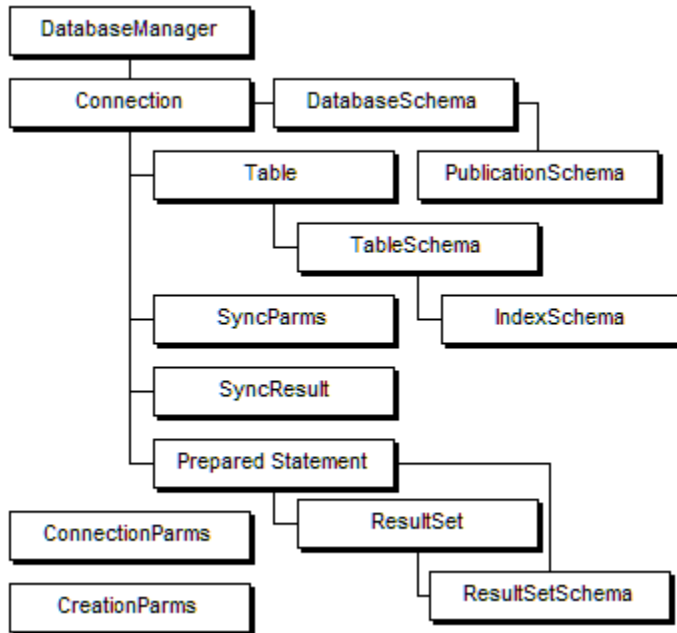 DatabaseManager
Connection
DatabaseSchema
Table
PublicationSchema
TableSchema
SyncParms
IndexSchema
SyncResult
Prepared Statement
ConnectionParms
ResultSet
CreationParms
ResultSetSchema